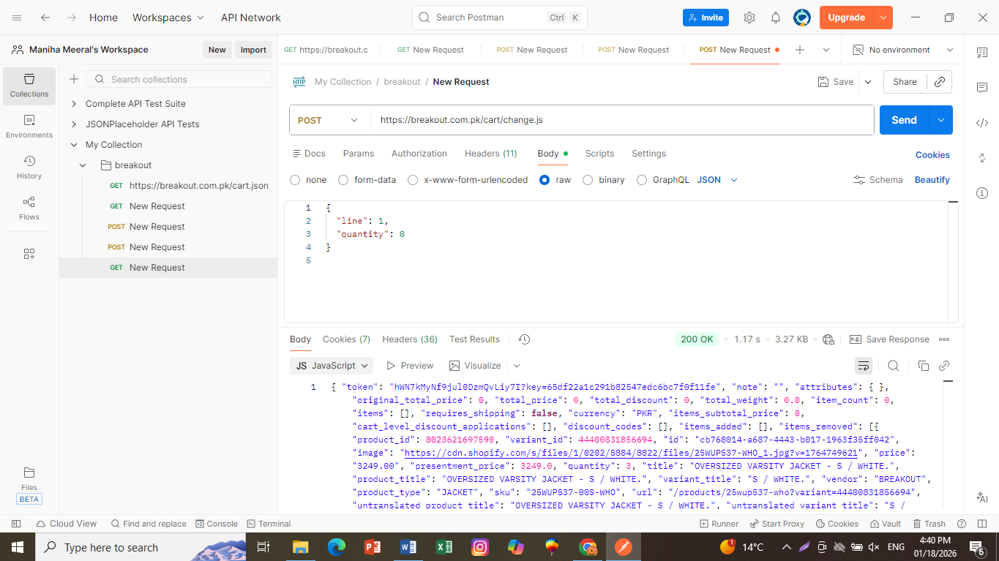 Home Workspaces API Network Search Postman Ctrl K Invite Upgrade
Maniha Meeral's Workspace New Import GET https://breakout.c GET New Request POST New Request POST New Request POST New Request No environment
Collections
Environments
History
Flows
Files
BETA
Search collections
Complete API Test Suite
JSONPlaceholder API Tests
My Collection
breakout
GET https://breakout.com.pk/cart.json
GET New Request
POST New Request
POST New Request
GET New Request
HTTP My Collection / breakout / New Request Save Share
POST https://breakout.com.pk/cart/change.js Send
Docs Params Authorization Headers (11) Body Scripts Settings Cookies
none form-data x-www-form-urlencoded raw binary GraphQL JSON Schema Beautify
1 {
2 "line": 1,
3 "quantity": 0
4 }
5
Body Cookies (7) Headers (36) Test Results 200 OK 1.17 s 3.27 KB e.g. Save Response
JS JavaScript Preview Visualize
1 { "token": "hWN7kMyNf9jul0DzmQvLiy7I?key=65df22a1c291b82547edc6bc7f0f11fe", "note": "", "attributes": { },
"original_total_price": 0, "total_price": 0, "total_discount": 0, "total_weight": 0.0, "item_count": 0,
"items": [], "requires_shipping": false, "currency": "PKR", "items_subtotal_price": 0,
"cart_level_discount_applications": [], "discount_codes": [], "items_added": [], "items_removed": [{
"product_id": 8023621697590, "variant_id": 44400831856694, "id": "cb768014-a687-4443-b017-1963f35ff042",
"image": "https://cdn.shopify.com/s/files/1/0202/5884/8822/files/25WUP537-WHO_1.jpg?v=1764749621", "price":
"3249.00", "presentment_price": 3249.0, "quantity": 3, "title": "OVERSIZED VARSITY JACKET - S / WHITE.",
"product_title": "OVERSIZED VARSITY JACKET - S / WHITE.", "variant_title": "S / WHITE.", "vendor": "BREAKOUT",
"product_type": "JACKET", "sku": "25WUP537-00S-WHO", "url": "/products/25wup537-who?variant=44400831856694",
"untranslated_product_title": "OVERSIZED VARSITY JACKET - S / WHITE.", "untranslated_variant_title": "S /
Cloud View Find and replace Console Terminal Runner Start Proxy Cookies Vault Trash
Type here to search 1 14°C ENG 4:40 PM 01/18/2026 6